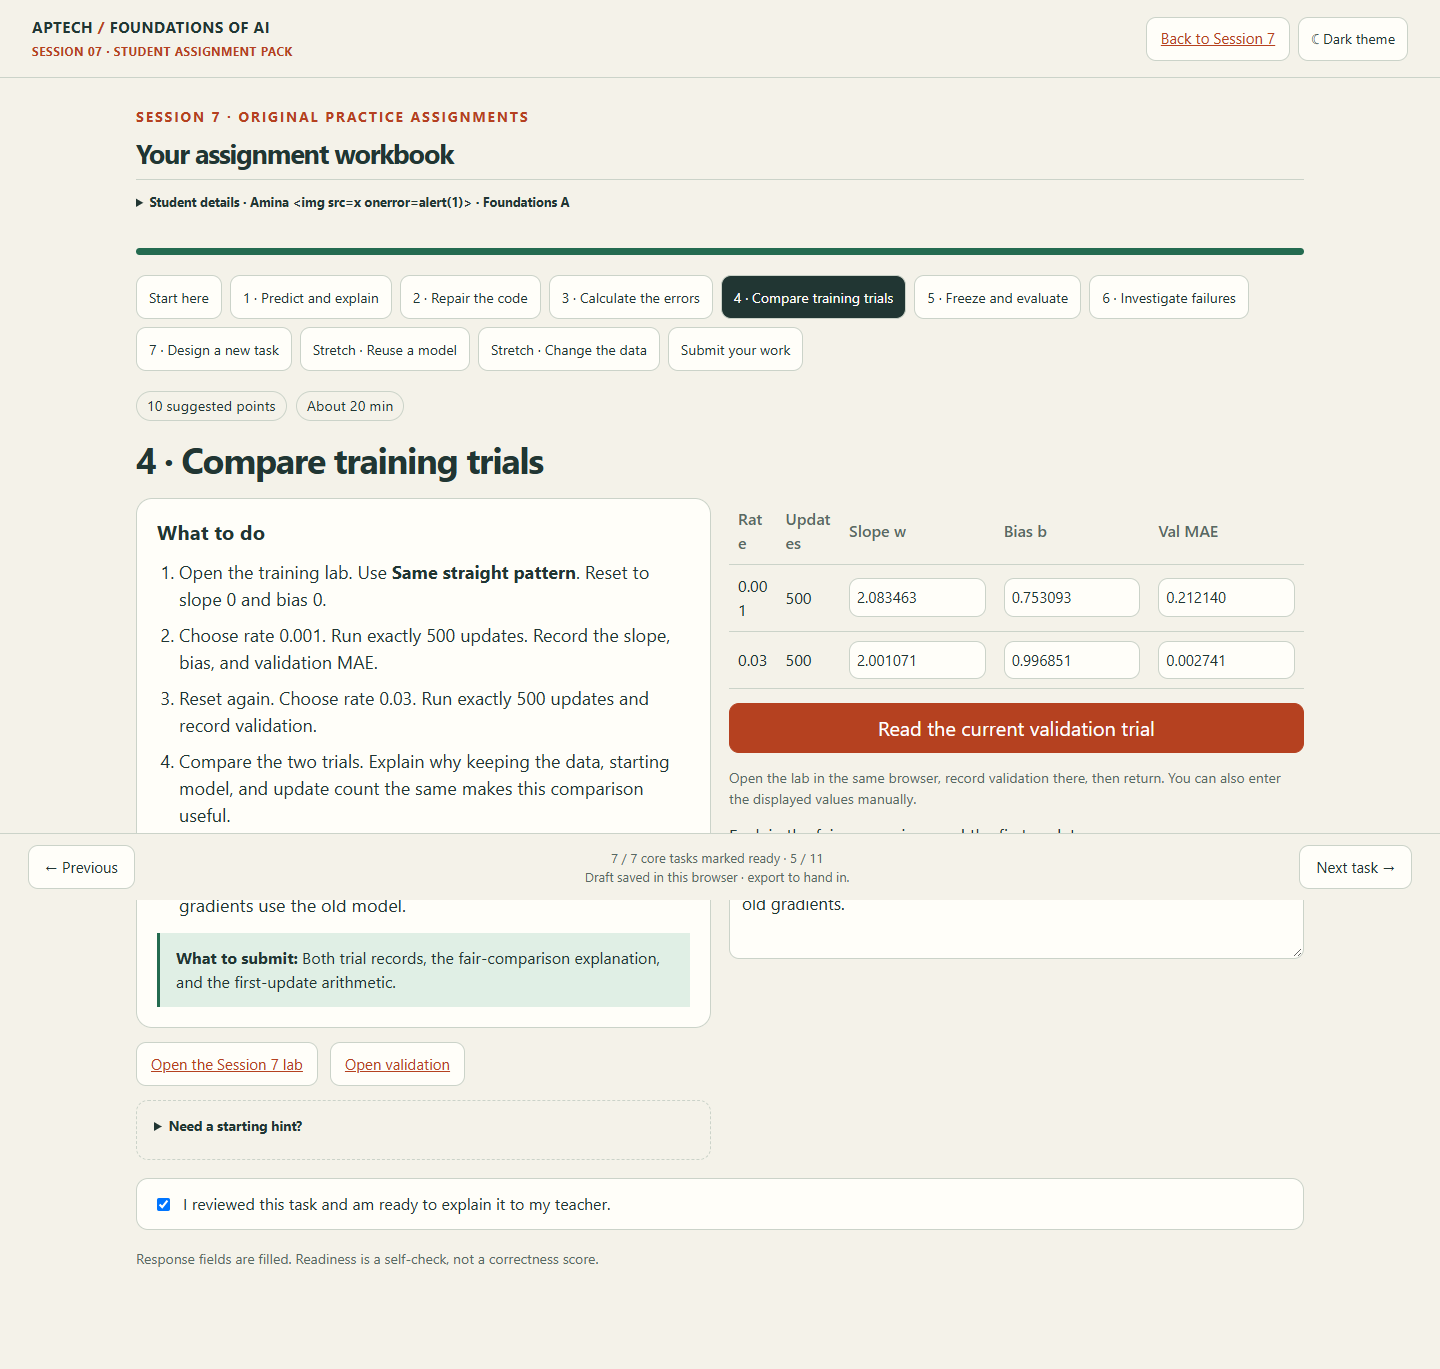 APTECH / FOUNDATIONS OF AI
SESSION 07 · STUDENT ASSIGNMENT PACK
Back to Session 7
☾ Dark theme
SESSION 7 · ORIGINAL PRACTICE ASSIGNMENTS
Your assignment workbook
▶ Student details · Amina <img src=x onerror=alert(1)> · Foundations A
Start here
1 · Predict and explain
2 · Repair the code
3 · Calculate the errors
4 · Compare training trials
5 · Freeze and evaluate
6 · Investigate failures
7 · Design a new task
Stretch · Reuse a model
Stretch · Change the data
Submit your work
10 suggested points
About 20 min
4 · Compare training trials
What to do
1. Open the training lab. Use Same straight pattern. Reset to
slope 0 and bias 0.
2. Choose rate 0.001. Run exactly 500 updates. Record the slope,
bias, and validation MAE.
3. Reset again. Choose rate 0.03. Run exactly 500 updates and
record validation.
4. Compare the two trials. Explain why keeping the data, starting
model, and update count the same makes this comparison
useful.
gradients use the old model.
What to submit: Both trial records, the fair-comparison explanation,
and the first-update arithmetic.
Open the Session 7 lab
Open validation
▶ Need a starting hint?
Rat
e
Updat
es
Slope w
Bias b
Val MAE
0.00
1
500
2.083463
0.753093
0.212140
0.03
500
2.001071
0.996851
0.002741
Read the current validation trial
Open the lab in the same browser, record validation there, then return. You can also enter
the displayed values manually.
old gradients.
I reviewed this task and am ready to explain it to my teacher.
Response fields are filled. Readiness is a self-check, not a correctness score.
← Previous
7 / 7 core tasks marked ready · 5 / 11
Draft saved in this browser · export to hand in.
Next task →